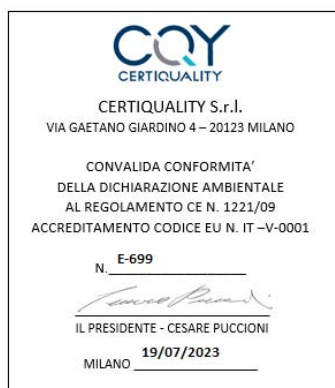 CQY
CERTIQUALITY
CERTIQUALITY S.r.l.
VIA GAETANO GIARDINO 4 – 20123 MILANO
CONVALIDA CONFORMITA’
DELLA DICHIARAZIONE AMBIENTALE
AL REGOLAMENTO CE N. 1221/09
ACCREDITAMENTO CODICE EU N. IT –V-0001
N. E-699
IL PRESIDENTE - CESARE PUCCIONI
MILANO 19/07/2023